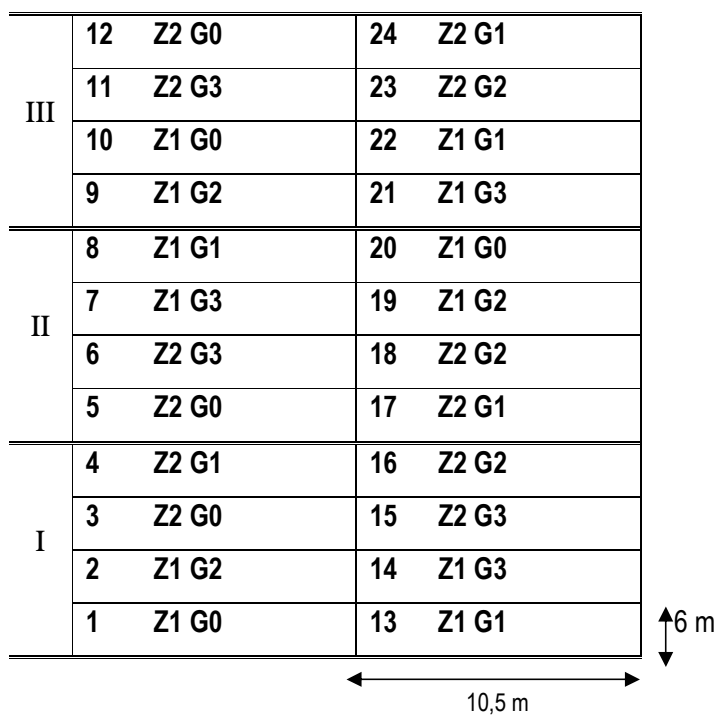 12 Z2 G0 24 Z2 G1
11 Z2 G3 23 Z2 G2
III
10 Z1 G0 22 Z1 G1
9 Z1 G2 21 Z1 G3
8 Z1 G1 20 Z1 G0
7 Z1 G3 19 Z1 G2
II
6 Z2 G3 18 Z2 G2
5 Z2 G0 17 Z2 G1
4 Z2 G1 16 Z2 G2
3 Z2 G0 15 Z2 G3
I
2 Z1 G2 14 Z1 G3
1 Z1 G0 13 Z1 G1 6 m
10,5 m